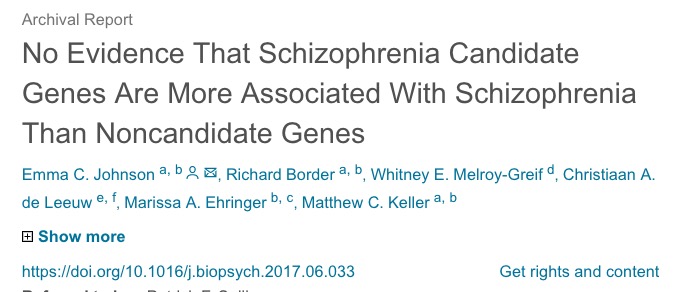 Archival Report
No Evidence That Schizophrenia Candidate
Genes Are More Associated With Schizophrenia
Than Noncandidate Genes
Emma C. Johnson a, b, Richard Border a, b, Whitney E. Melroy-Greif d, Christiaan A.
de Leeuw e, f, Marissa A. Ehringer b, c, Matthew C. Keller a, b
Show more
https://doi.org/10.1016/j.biopsych.2017.06.033 Get rights and content